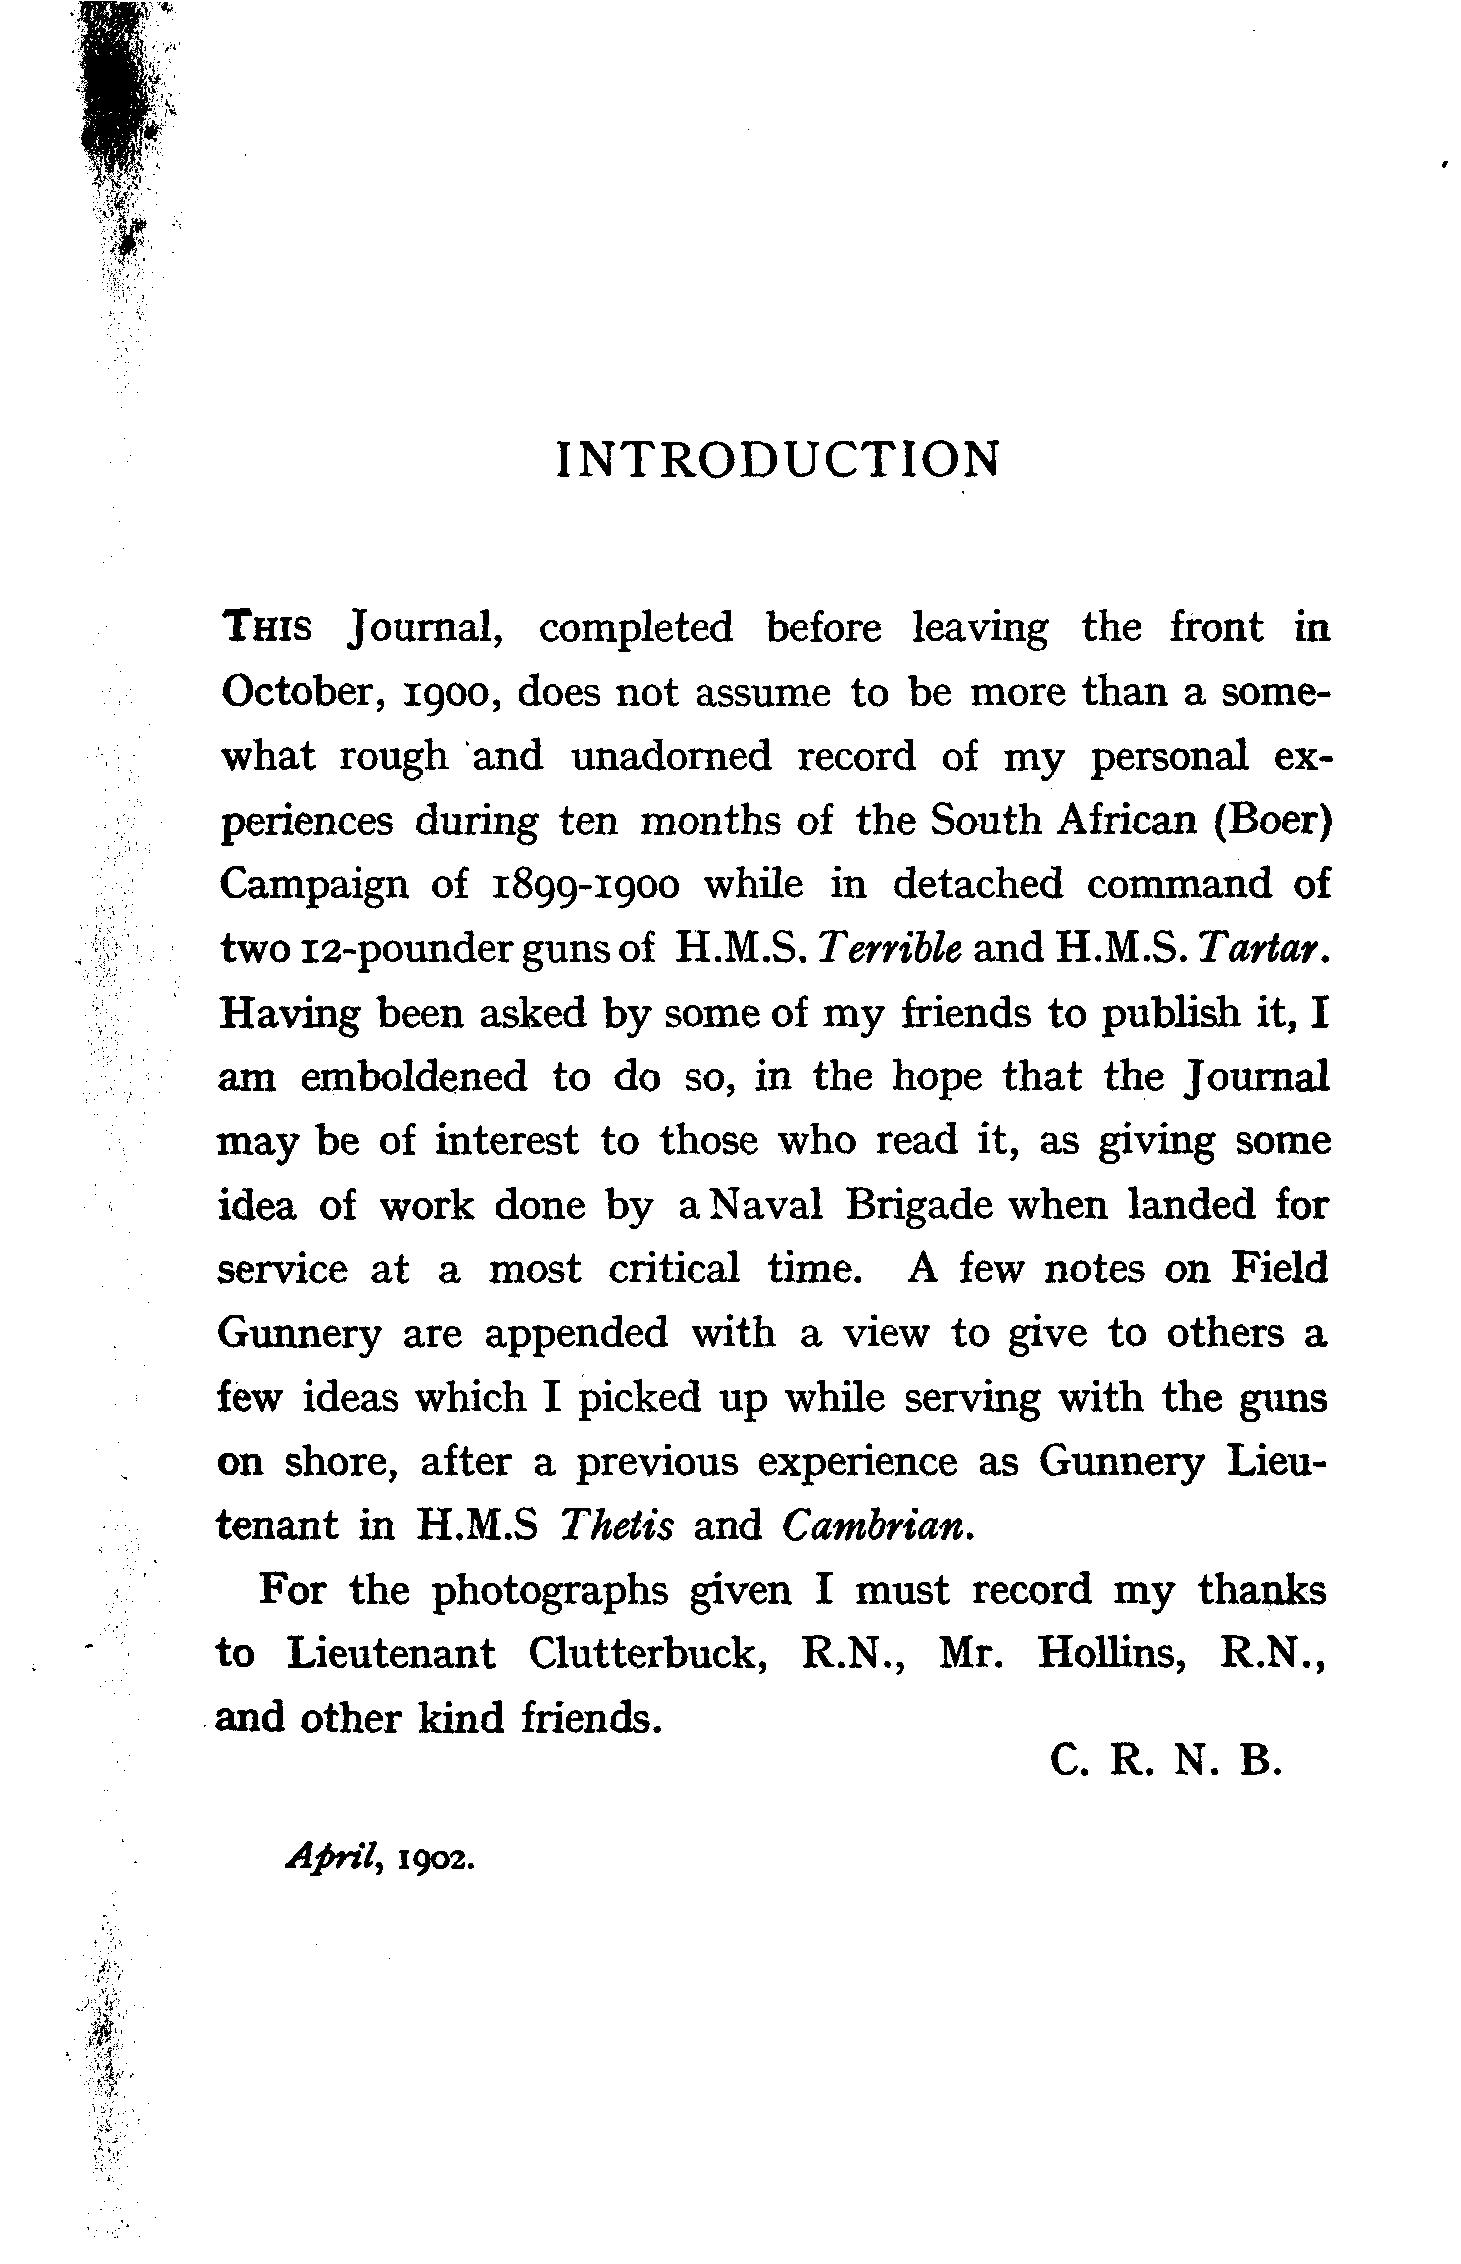 INTRODUCTION
THIS Journal, completed before leaving the front in
October, 1900, does not assume to be more than a some-
what rough and unadorned record of my personal ex-
periences during ten months of the South African (Boer)
Campaign of 1899-1900 while in detached command of
two 12-pounder guns of H.M.S. Terrible and H.M.S. Tartar.
Having been asked by some of my friends to publish it, I
am emboldened to do so, in the hope that the Journal
may be of interest to those who read it, as giving some
idea of work done by a Naval Brigade when landed for
service at a most critical time. A few notes on Field
Gunnery are appended with a view to give to others a
few ideas which I picked up while serving with the guns
on shore, after a previous experience as Gunnery Lieu-
tenant in H.M.S Thetis and Cambrian.
For the photographs given I must record my thanks
to Lieutenant Clutterbuck, R.N., Mr. Hollins, R.N.,
and other kind friends.
C. R. N. B.
April, 1902.